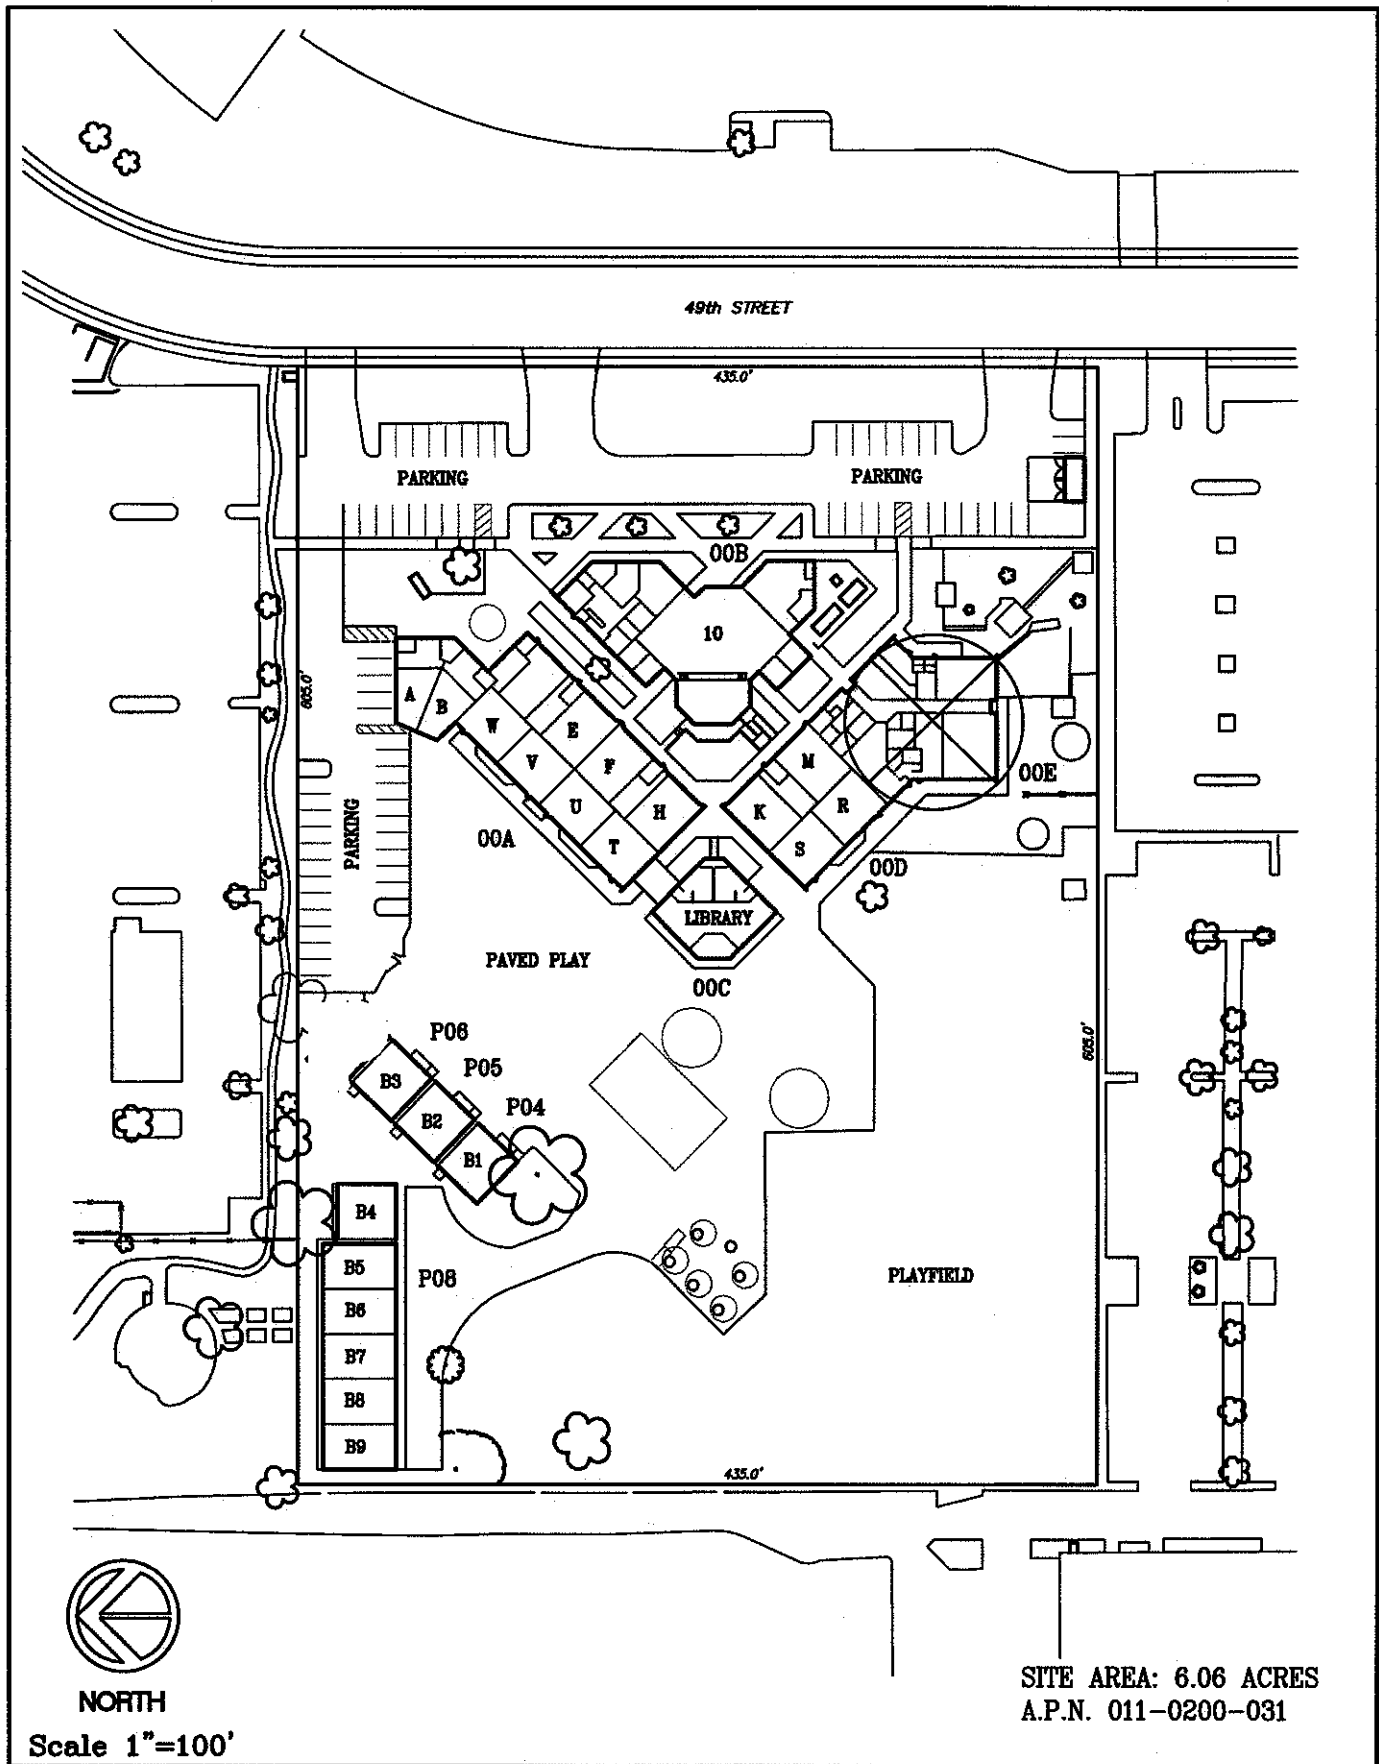 49th STREET
435.0'
PARKING
PARKING
00B
10
605.0'
A
B
W
E
V
F
M
U
H
K
R
00E
PARKING
00A
T
S
00D
LIBRARY
PAVED PLAY
00C
605.0'
P06
P05
B3
P04
B2
B1
B4
B5
P08
PLAYFIELD
B6
B7
B8
B9
435.0'
NORTH
SITE AREA: 6.06 ACRES
A.P.N. 011-0200-031
Scale 1"=100'